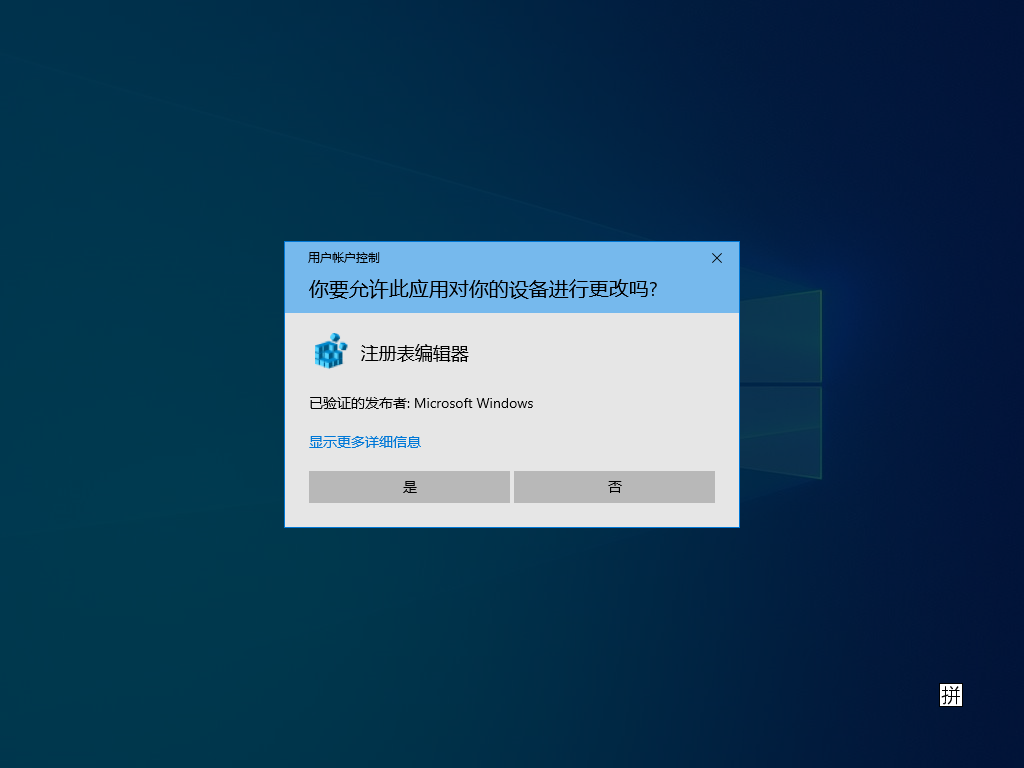 用户帐户控制
你要允许此应用对你的设备进行更改吗?
注册表编辑器
已验证的发布者: Microsoft Windows
显示更多详细信息
是
否
拼